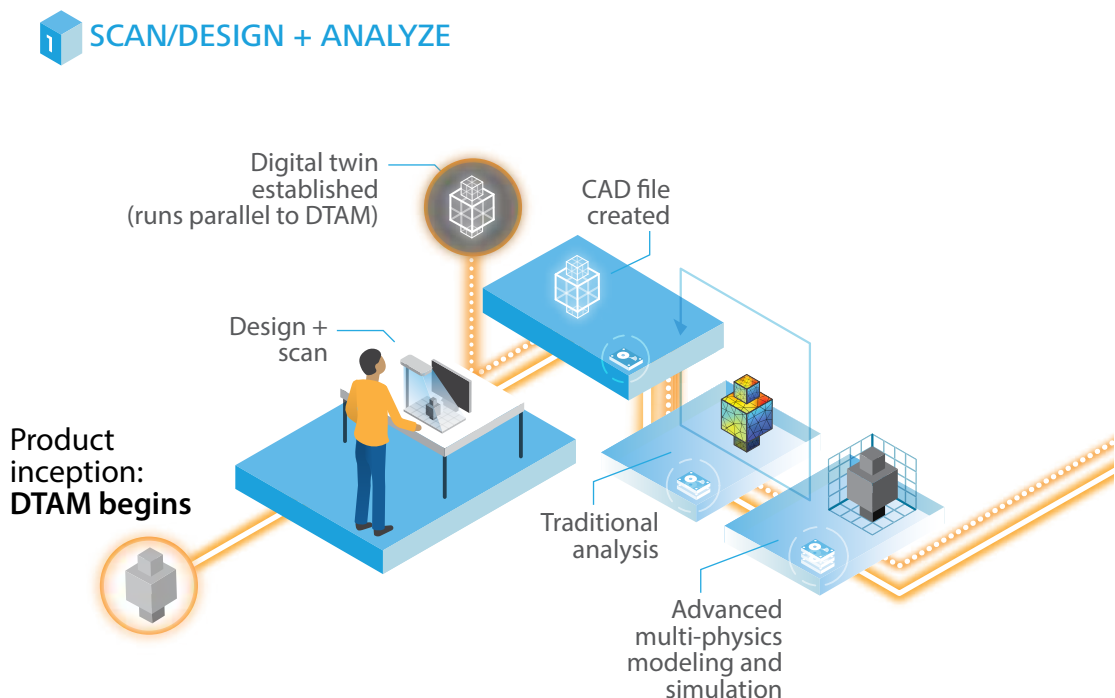 1 SCAN/DESIGN + ANALYZE
Digital twin
established
(runs parallel to DTAM)
CAD file
created
Design +
scan
Product
inception:
DTAM begins
Traditional
analysis
Advanced
multi-physics
modeling and
simulation